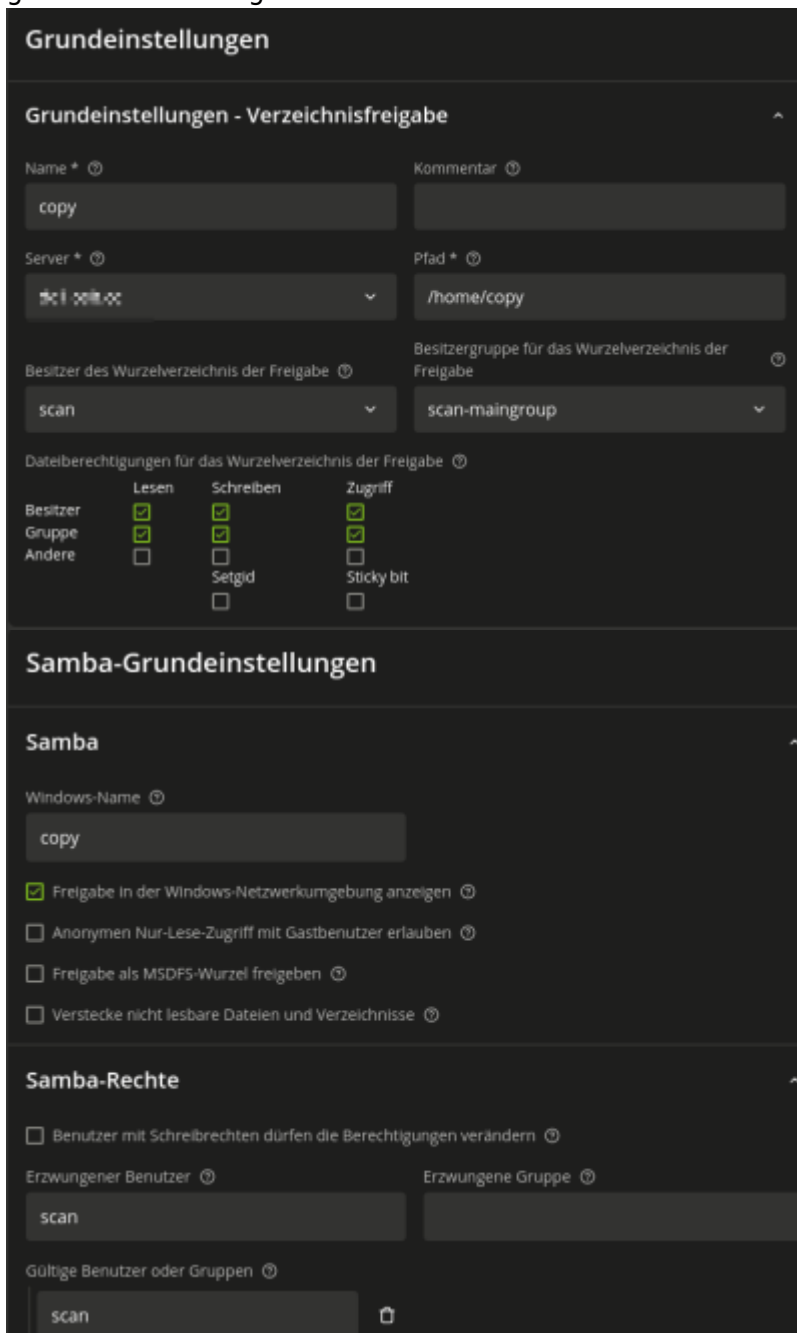 Grundeinstellungen
Grundeinstellungen - Verzeichnisfreigabe
Name * Kommentar
copy
Server * Pfad *
/home/copy
Besitzer des Wurzelverzeichnis der Freigabe Besitzergruppe für das Wurzelverzeichnis der Freigabe
scan scan-maingroup
Dateiberechtigungen für das Wurzelverzeichnis der Freigabe
Lesen Schreiben Zugriff
Besitzer
Gruppe
Andere
Setgid Sticky bit
Samba-Grundeinstellungen
Samba
Windows-Name
copy
Freigabe in der Windows-Netzwerkumgebung anzeigen
Anonymen Nur-Lese-Zugriff mit Gastbenutzer erlauben
Freigabe als MSDFS-Wurzel freigeben
Verstecke nicht lesbare Dateien und Verzeichnisse
Samba-Rechte
Benutzer mit Schreibrechten dürfen die Berechtigungen verändern
Erzwungener Benutzer Erzwungene Gruppe
scan
Gültige Benutzer oder Gruppen
scan